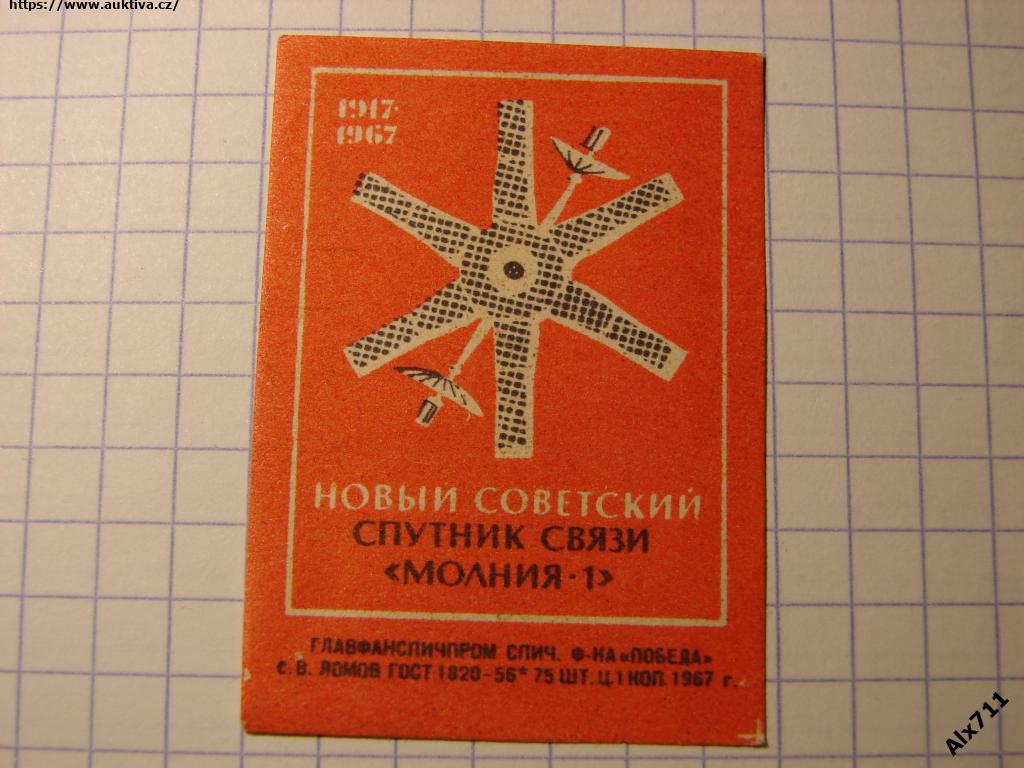 https://www.auktiva.cz/
1917-
1967
НОВЫЙ СОВЕТСКИЙ
СПУТНИК СВЯЗИ
«МОЛНИЯ·1»
ГЛАВФАНСПИЧПРОМ СПИЧ. Ф-КА «ПОБЕДА»
с. В. ЛОМОВ ГОСТ 1820-56* 75 ШТ. Ц. 1 КОП. 1967 г.
Alx711